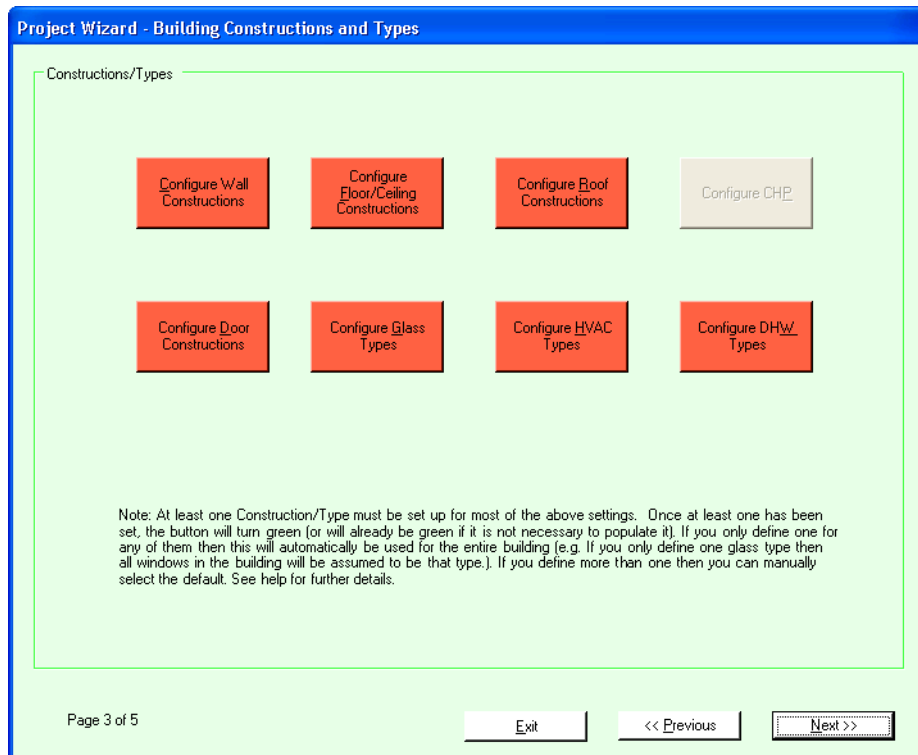 Project Wizard - Building Constructions and Types
Constructions/Types
Configure Wall
Constructions
Configure
Floor/Ceiling
Constructions
Configure Roof
Constructions
Configure CHP
Configure Door
Constructions
Configure Glass
Types
Configure HVAC
Types
Configure DHW
Types
Note: At least one Construction/Type must be set up for most of the above settings.  Once at least one has been
set, the button will turn green (or will already be green if it is not necessary to populate it). If you only define one for
any of them then this will automatically be used for the entire building (e.g. If you only define one glass type then
all windows in the building will be assumed to be that type.). If you define more than one then you can manually
select the default. See help for further details.
Page 3 of 5
Exit
<< Previous
Next >>